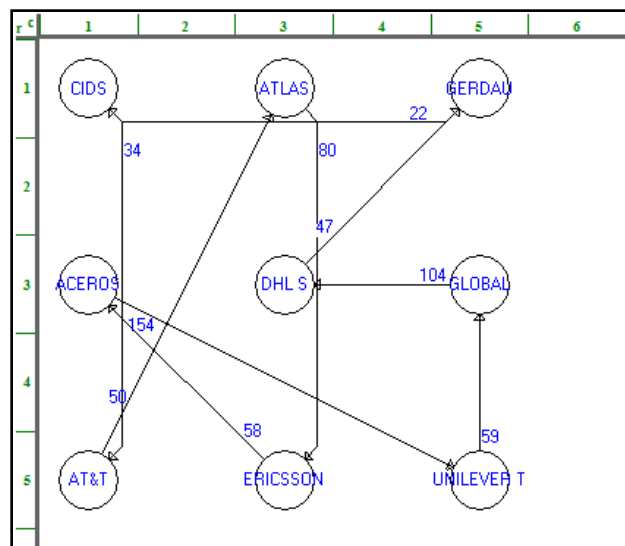 r c 1 2 3 4 5 6
1 CIDS ATLAS GERDAU
22
34 80
2
47
104
3 ACEROS DHL S GLOBAL
154
4 50
58 59
5 AT&T ERICSSON UNILEVER T